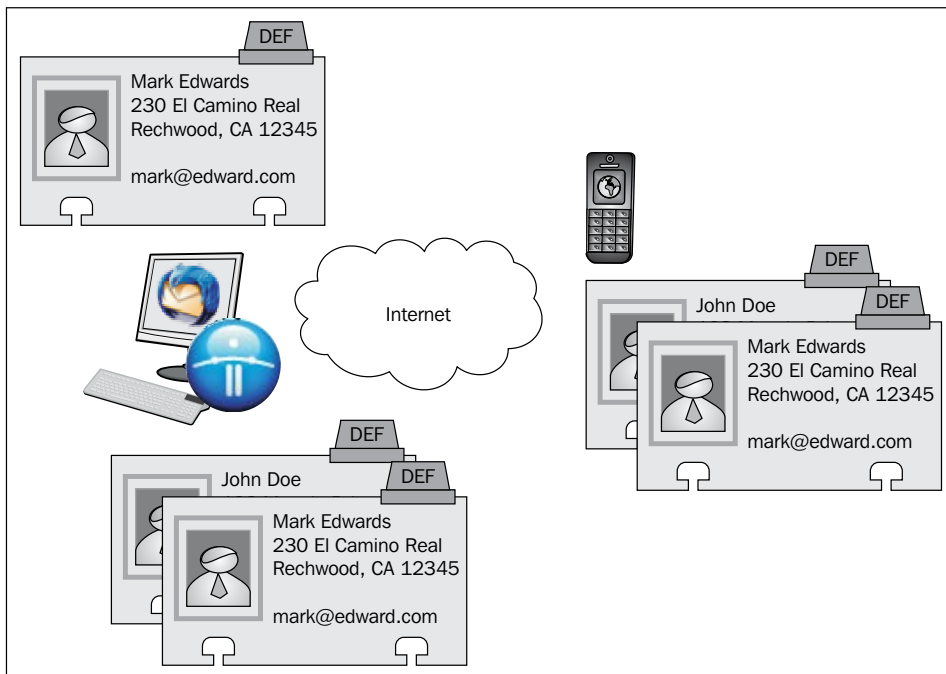 DEF
Mark Edwards
230 El Camino Real
Rechwood, CA 12345
mark@edward.com
Internet
DEF
John Doe
DEF
Mark Edwards
230 El Camino Real
Rechwood, CA 12345
mark@edward.com
DEF
John Doe
DEF
Mark Edwards
230 El Camino Real
Rechwood, CA 12345
mark@edward.com